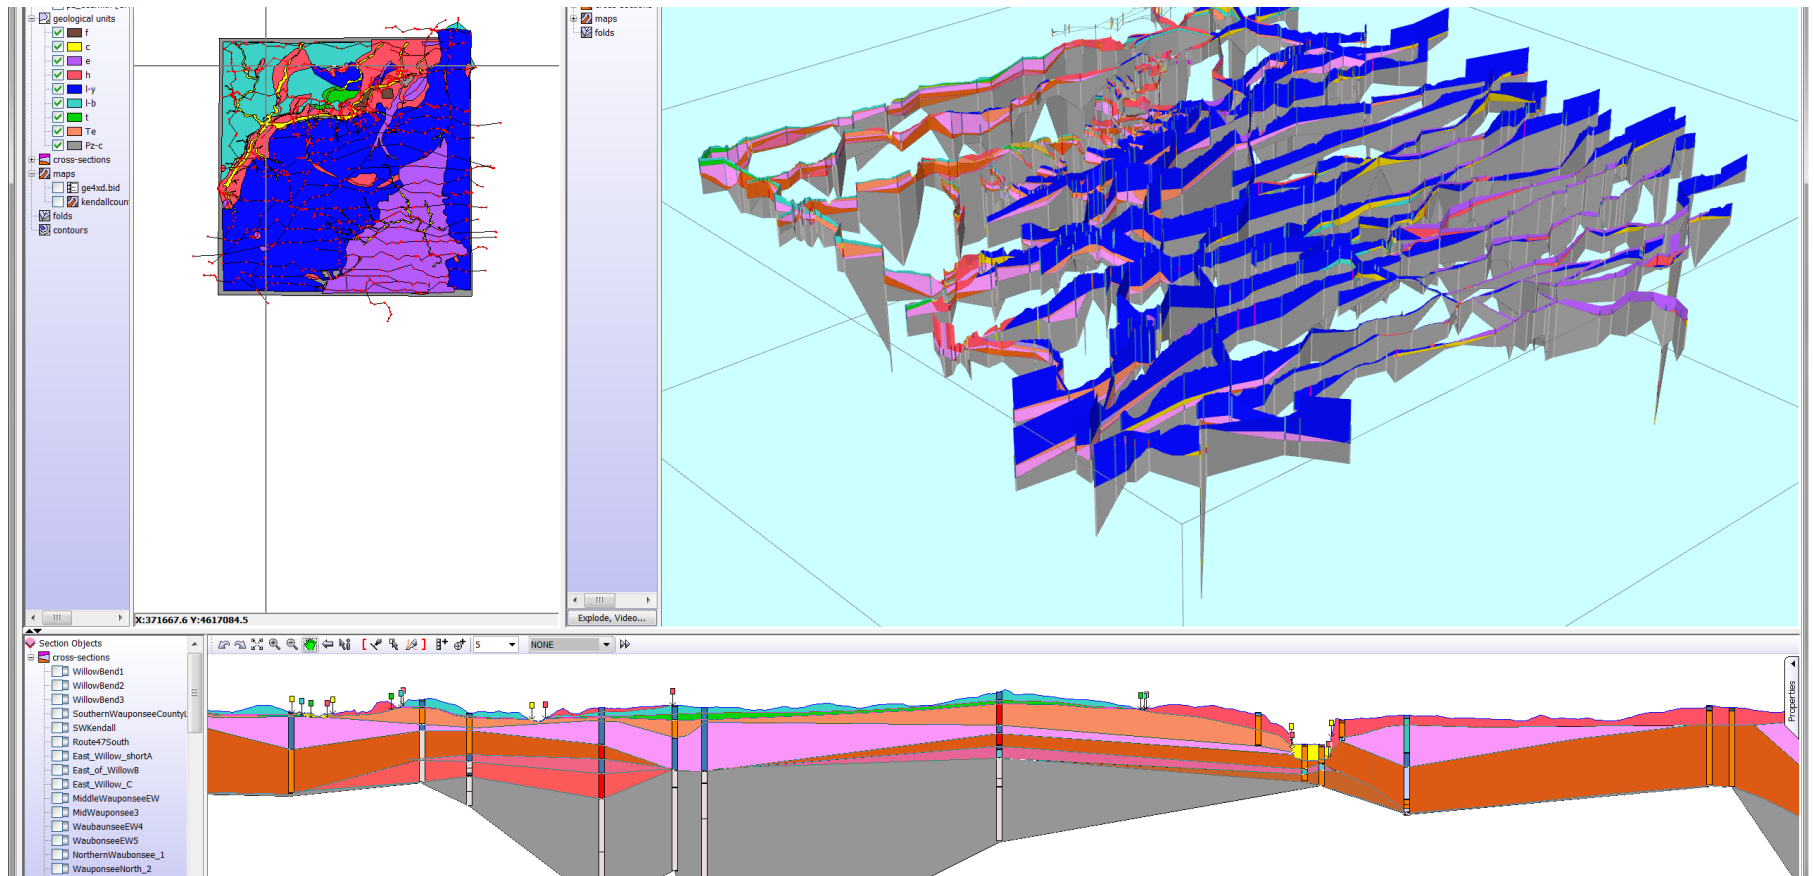 geological units
f
c
e
h
l-y
l-b
t
Te
Pz-c
cross-sections
maps
ge4xd.bid
kendallcoun
folds
contours
X:371667.6 Y:4617084.5
maps
folds
Explode, Video...
Section Objects
cross-sections
WillowBend1
WillowBend2
WillowBend3
SouthernWauponseeCountyL
SWKendall
Route47South
East_Willow_shortA
East_of_WillowB
East_Willow_C
MiddleWauponseeEW
MidWauponsee3
WaubaunseeEW4
WaubonseeEW5
NorthernWaubonsee_1
WauponseeNorth_2
5
NONE
Properties